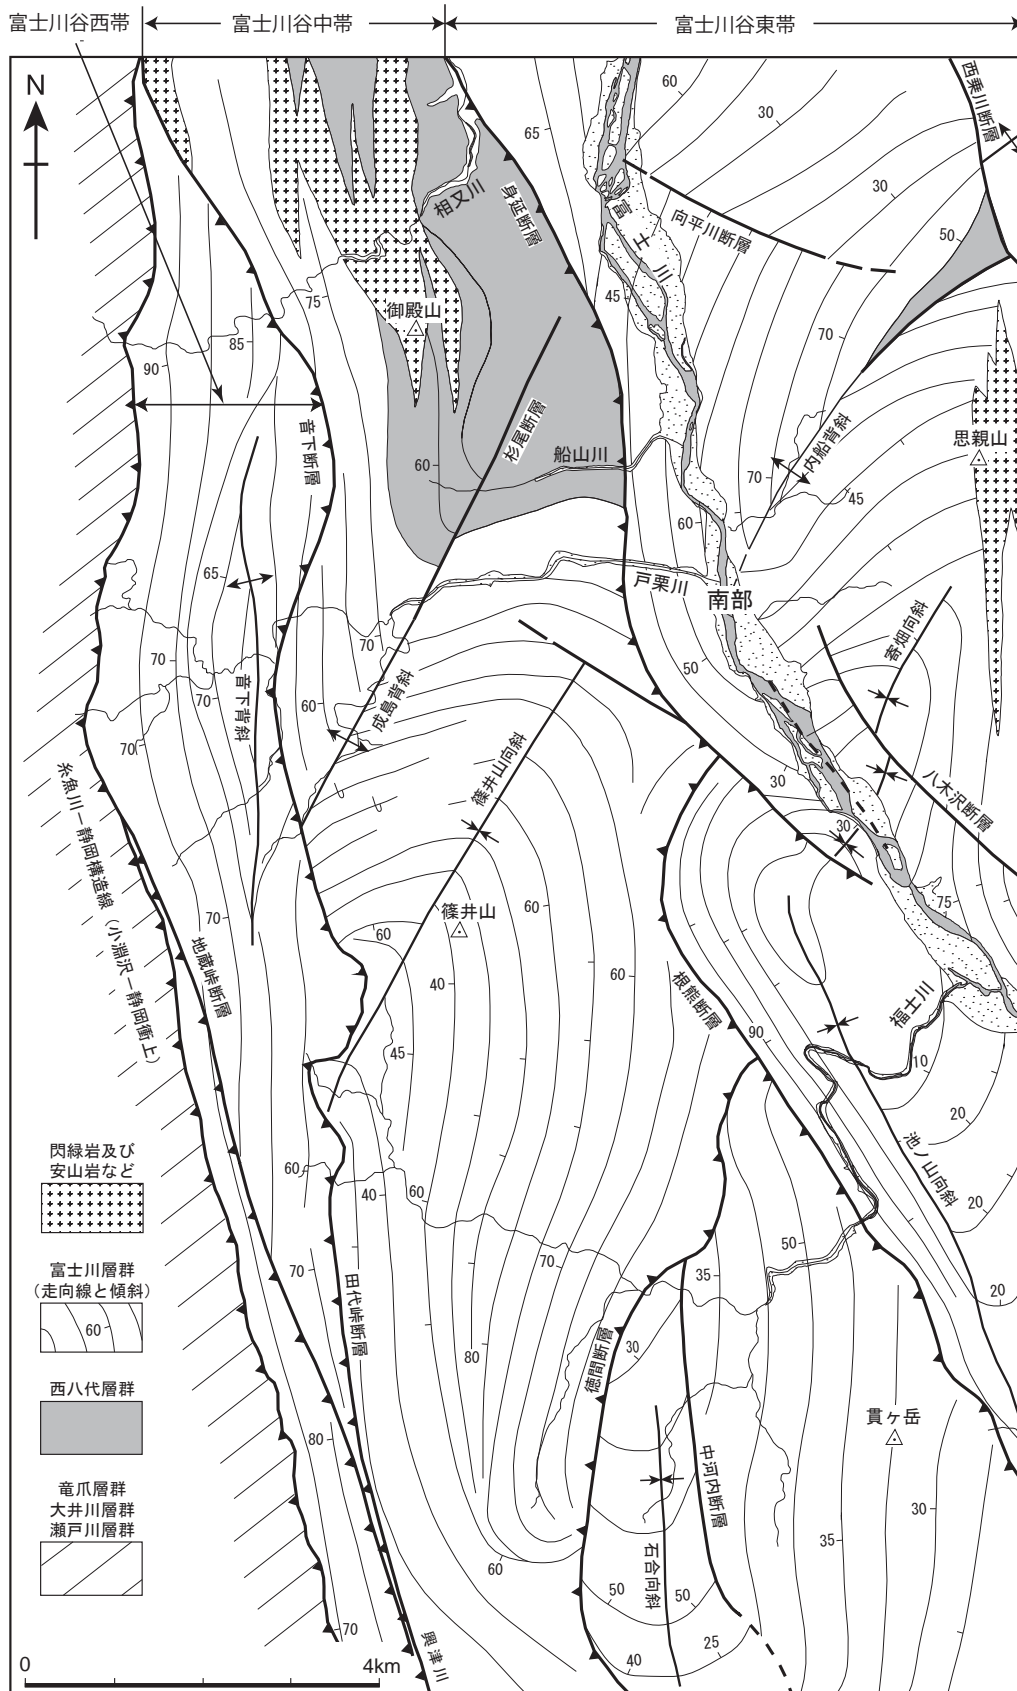 富士川谷西帯
富士川谷中帯
富士川谷東帯
N
60
30
西乗川断層
65
30
身延断層
相又川
富士川
向平川断層
50
75
45
御殿山
70
85
90
音下断層
杉尾断層
船山川
60
内船背斜
思親山
70
45
60
65
戸栗川
南部
70
50
70
70
音下背斜
60
成島背斜
70
篠井山向斜
30
八木沢断層
糸魚川－静岡構造線（小淵沢－静岡衝上）
30
70
地蔵峠断層
篠井山
60
60
75
40
60
根熊断層
福士川
90
45
10
閃緑岩及び
安山岩など
20
池ノ山向斜
60
40
60
20
富士川層群
(走向線と傾斜)
60
70
70
50
35
20
田代峠断層
徳間断層
30
80
西八代層群
貫ヶ岳
80
中河内断層
竜爪層群
大井川層群
瀬戸川層群
30
35
石合向斜
60
50
50
70
興津川
25
40
0
4km